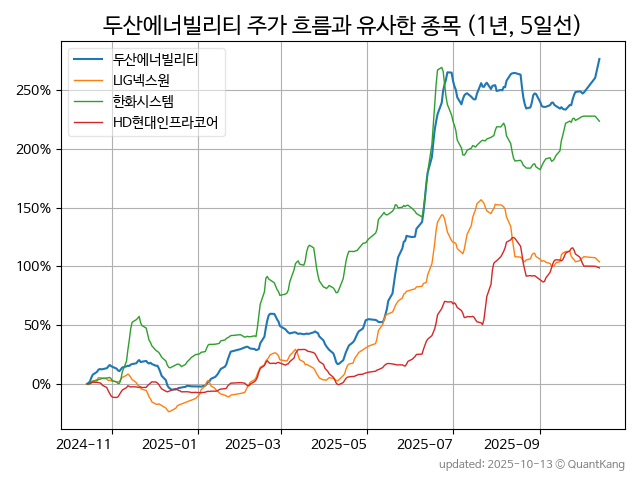 두산에너빌리티 주가 흐름과 유사한 종목 (1년, 5일선)
두산에너빌리티
LIG넥스원
한화시스템
HD현대인프라코어
250%
200%
150%
100%
50%
0%
2024-11 2025-01 2025-03 2025-05 2025-07 2025-09
updated: 2025-10-13 © QuantKang